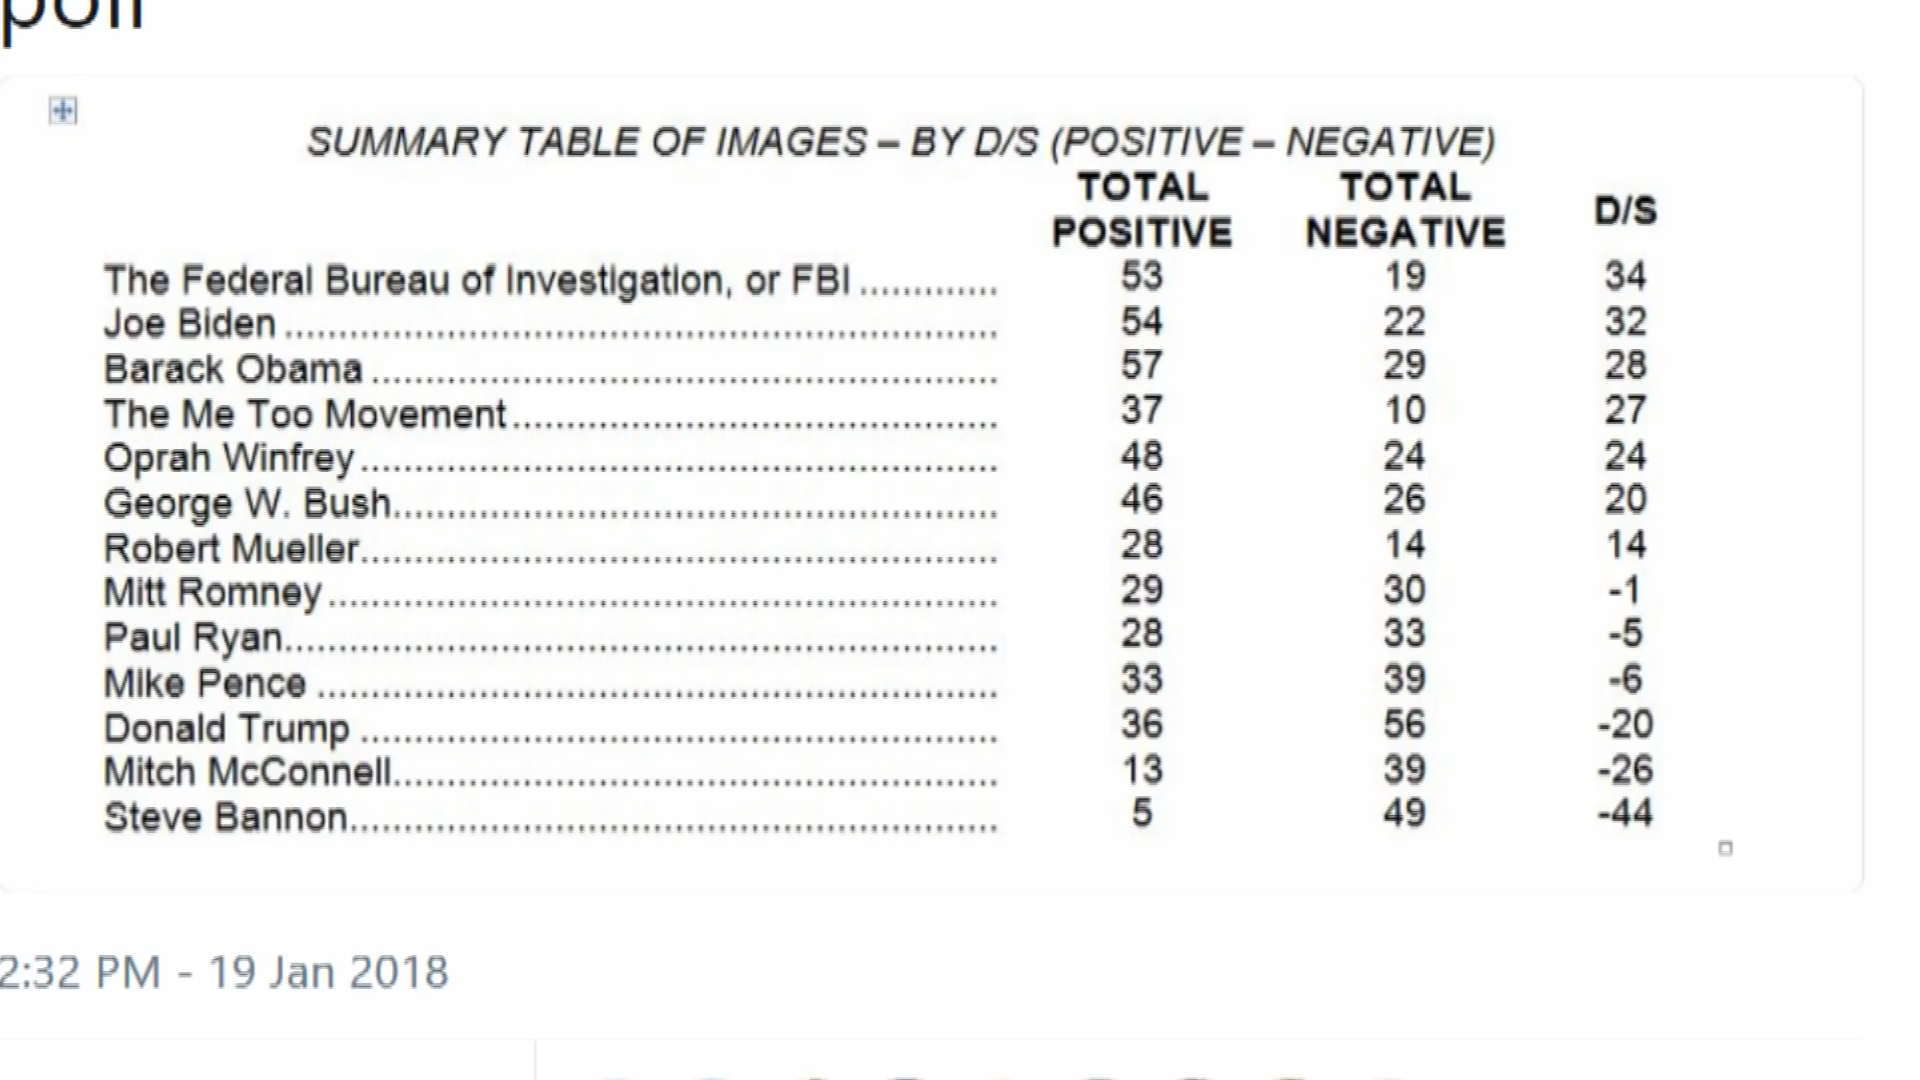 poll
SUMMARY TABLE OF IMAGES – BY D/S (POSITIVE – NEGATIVE)
TOTAL POSITIVE TOTAL NEGATIVE D/S
The Federal Bureau of Investigation, or FBI ............. 53 19 34
Joe Biden .................................................................. 54 22 32
Barack Obama .......................................................... 57 29 28
The Me Too Movement ............................................. 37 10 27
Oprah Winfrey ........................................................... 48 24 24
George W. Bush ........................................................ 46 26 20
Robert Mueller ........................................................... 28 14 14
Mitt Romney .............................................................. 29 30 -1
Paul Ryan .................................................................. 28 33 -5
Mike Pence ............................................................... 33 39 -6
Donald Trump ........................................................... 36 56 -20
Mitch McConnell ........................................................ 13 39 -26
Steve Bannon ............................................................ 5 49 -44
2:32 PM - 19 Jan 2018